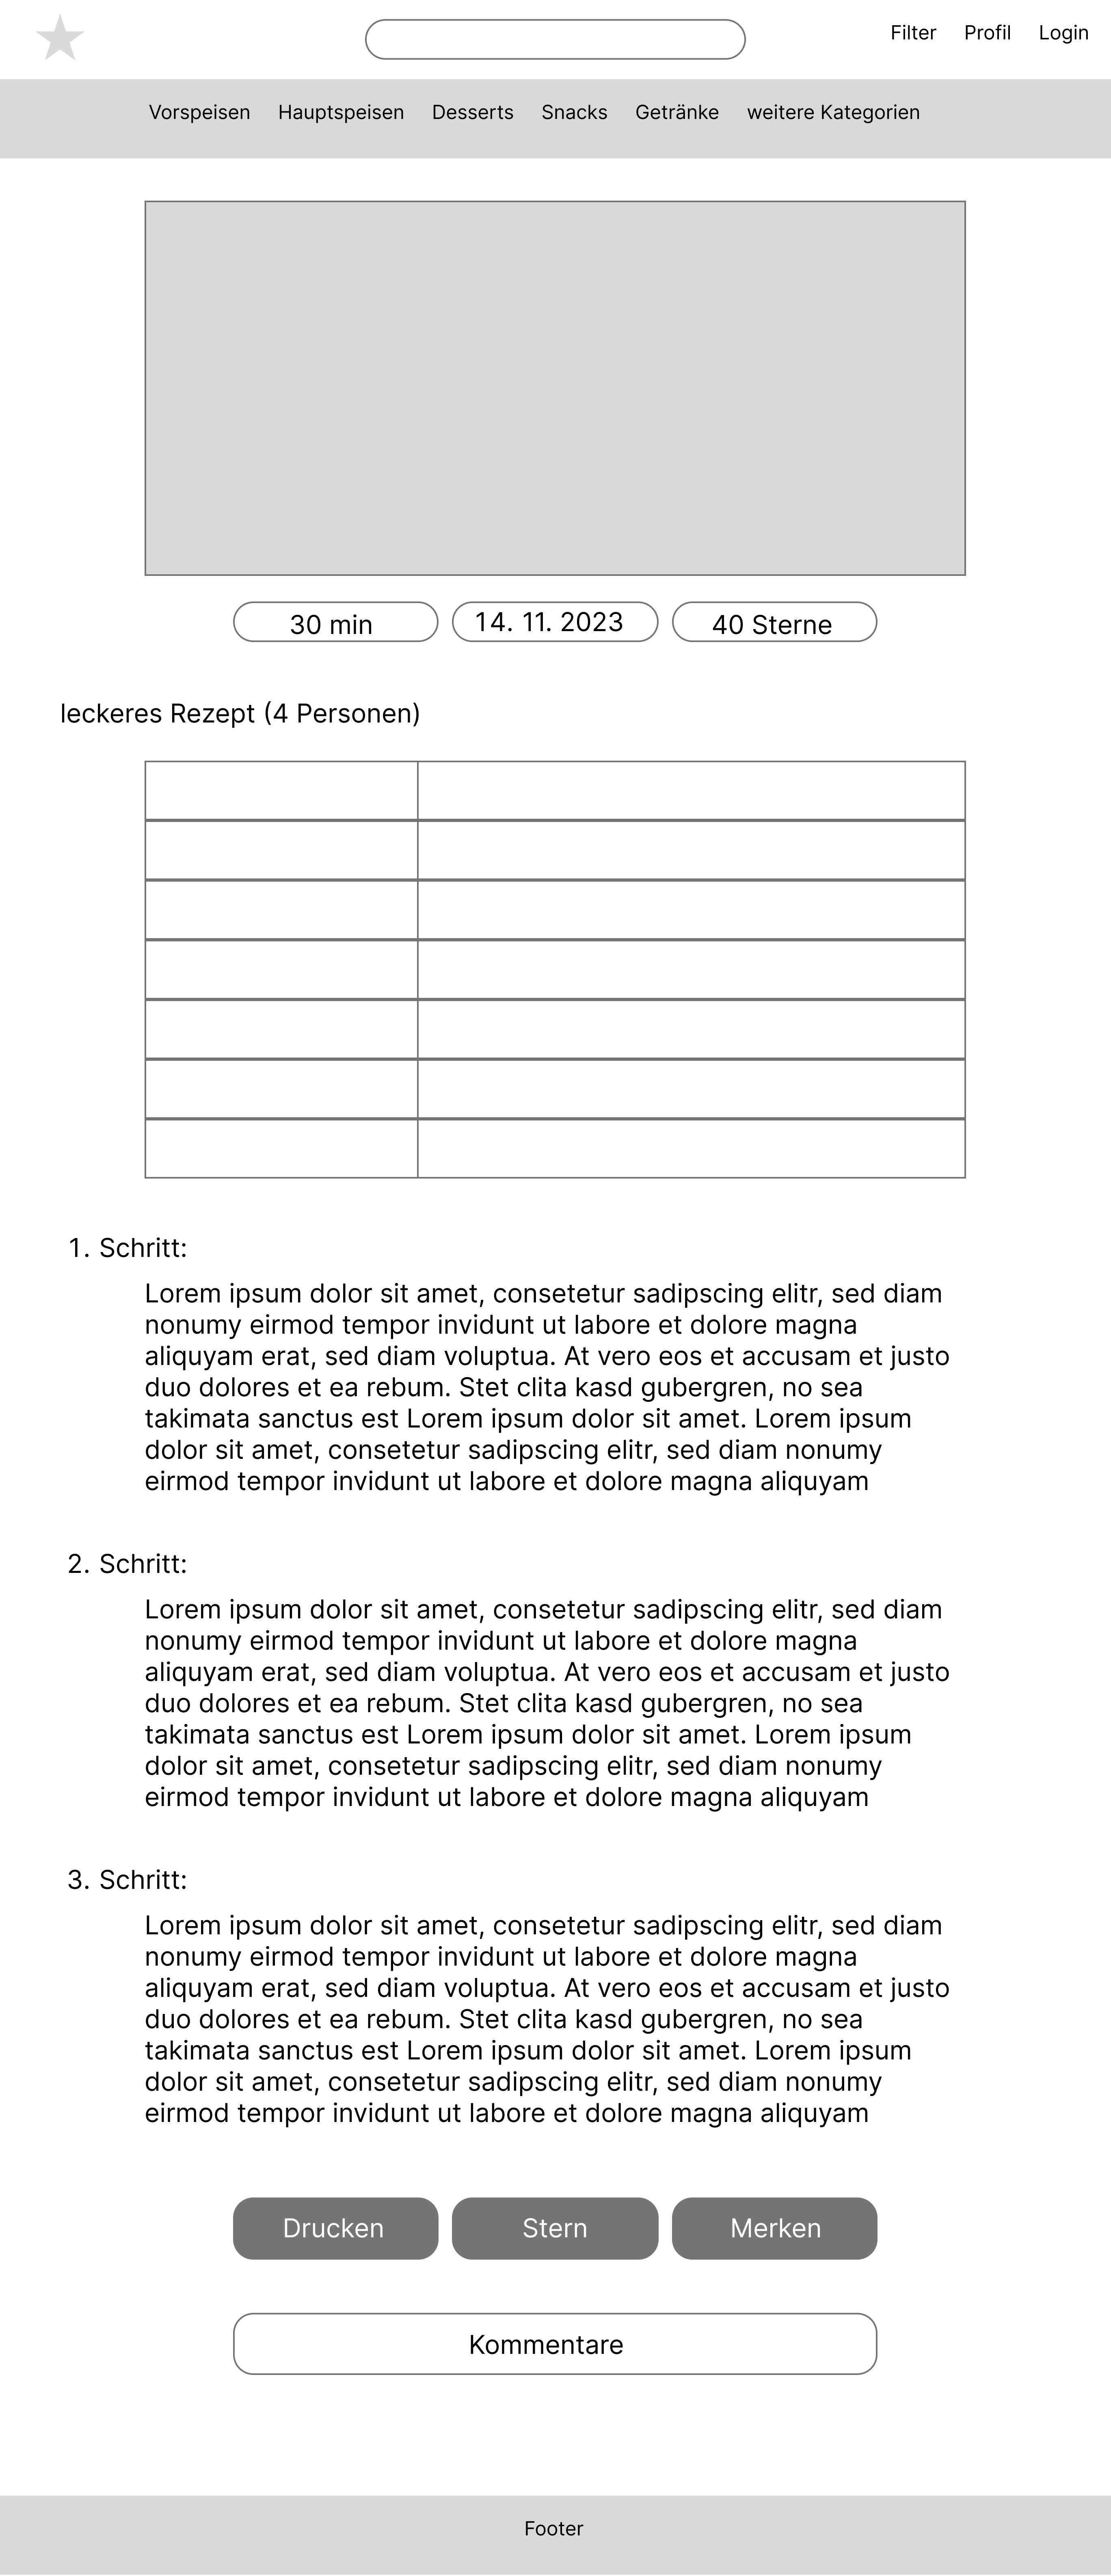 Filter Profil Login
Vorspeisen Hauptspeisen Desserts Snacks Getränke weitere Kategorien
30 min 14. 11. 2023 40 Sterne
leckeres Rezept (4 Personen)
1. Schritt:
Lorem ipsum dolor sit amet, consetetur sadipscing elitr, sed diam
nonumy eirmod tempor invidunt ut labore et dolore magna
aliquyam erat, sed diam voluptua. At vero eos et accusam et justo
duo dolores et ea rebum. Stet clita kasd gubergren, no sea
takimata sanctus est Lorem ipsum dolor sit amet. Lorem ipsum
dolor sit amet, consetetur sadipscing elitr, sed diam nonumy
eirmod tempor invidunt ut labore et dolore magna aliquyam
2. Schritt:
Lorem ipsum dolor sit amet, consetetur sadipscing elitr, sed diam
nonumy eirmod tempor invidunt ut labore et dolore magna
aliquyam erat, sed diam voluptua. At vero eos et accusam et justo
duo dolores et ea rebum. Stet clita kasd gubergren, no sea
takimata sanctus est Lorem ipsum dolor sit amet. Lorem ipsum
dolor sit amet, consetetur sadipscing elitr, sed diam nonumy
eirmod tempor invidunt ut labore et dolore magna aliquyam
3. Schritt:
Lorem ipsum dolor sit amet, consetetur sadipscing elitr, sed diam
nonumy eirmod tempor invidunt ut labore et dolore magna
aliquyam erat, sed diam voluptua. At vero eos et accusam et justo
duo dolores et ea rebum. Stet clita kasd gubergren, no sea
takimata sanctus est Lorem ipsum dolor sit amet. Lorem ipsum
dolor sit amet, consetetur sadipscing elitr, sed diam nonumy
eirmod tempor invidunt ut labore et dolore magna aliquyam
Drucken Stern Merken
Kommentare
Footer